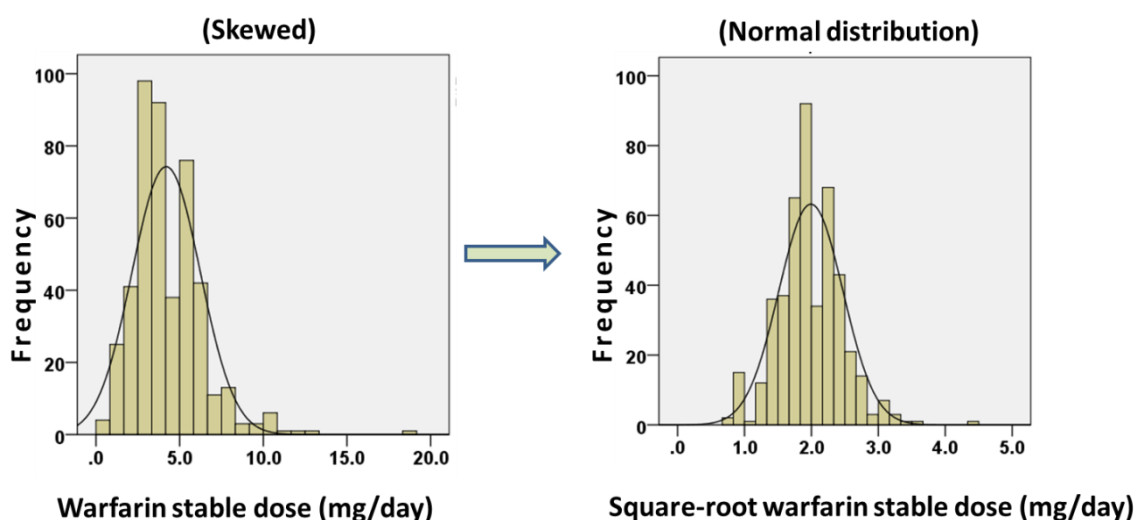 (Skewed)
100
80
60
40
20
0
Frequency
.0 5.0 10.0 15.0 20.0
Warfarin stable dose (mg/day)
(Normal distribution)
100
80
60
40
20
0
Frequency
.0 1.0 2.0 3.0 4.0 5.0
Square-root warfarin stable dose (mg/day)